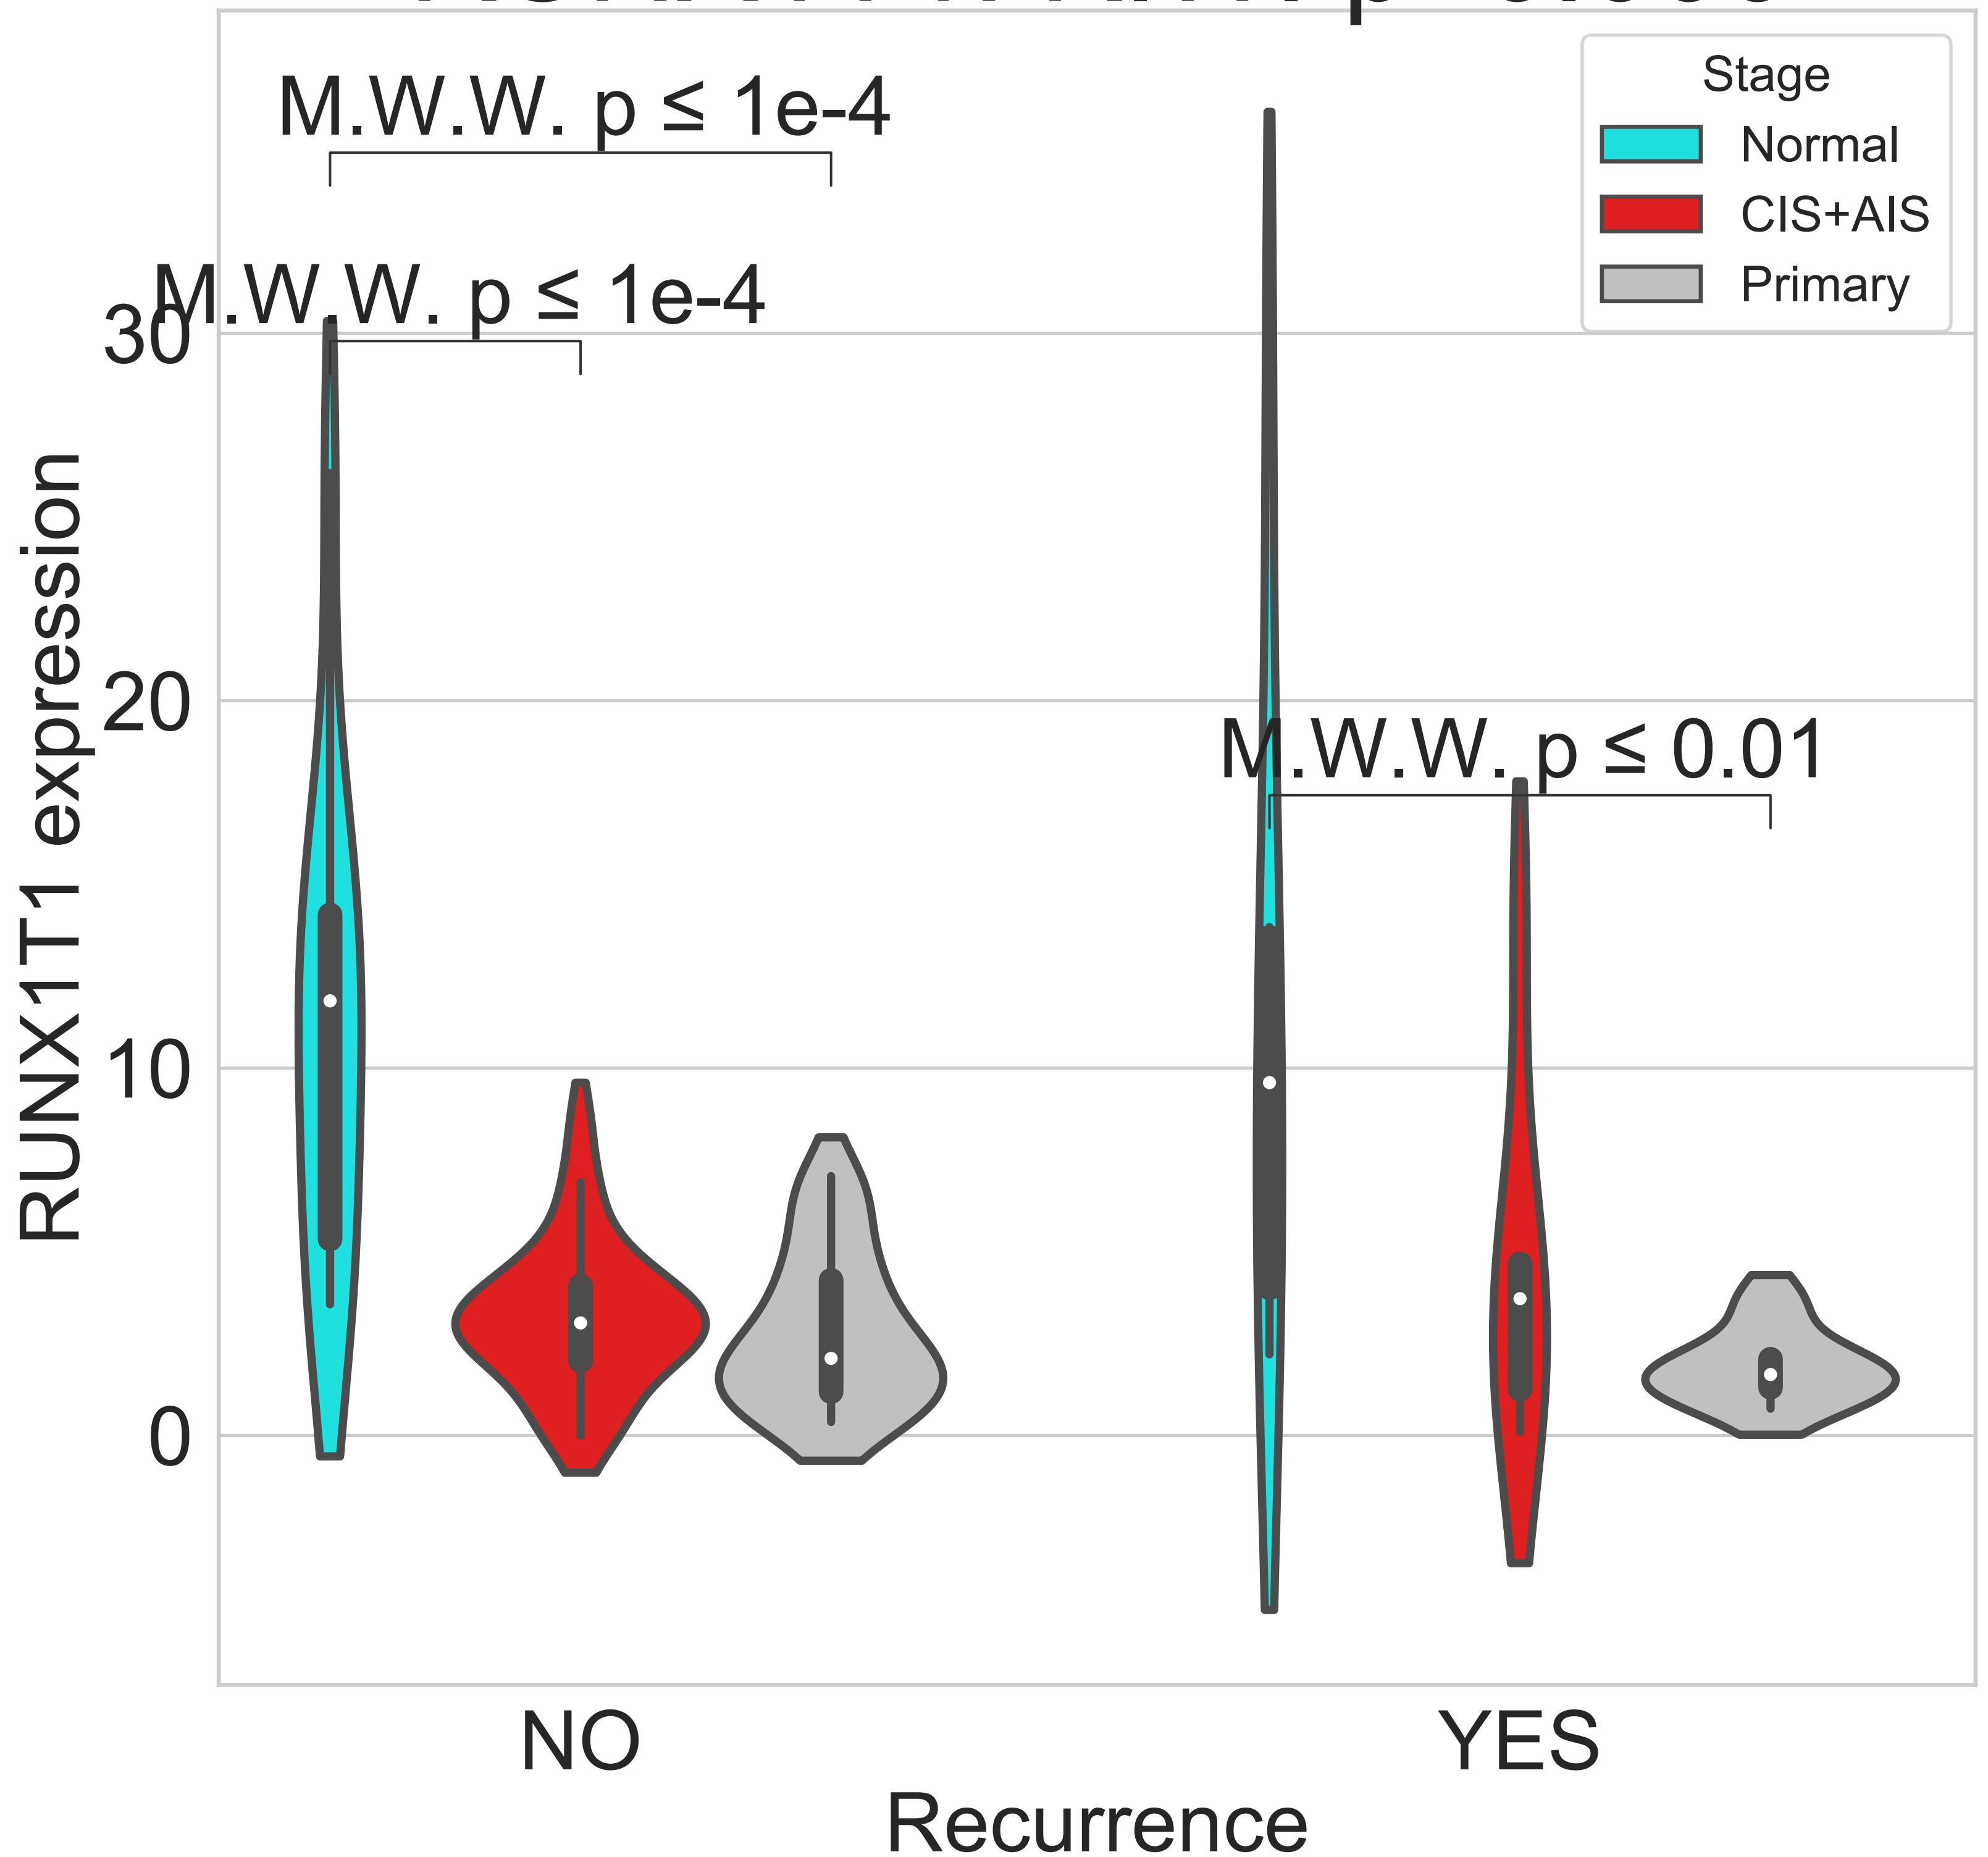 M.W.W. p ≤ 1e-4
M.W.W. p ≤ 1e-4
M.W.W. p ≤ 0.01
Stage
Normal
CIS+AIS
Primary
30
20
10
0
RUNX1T1 expression
NO
YES
Recurrence